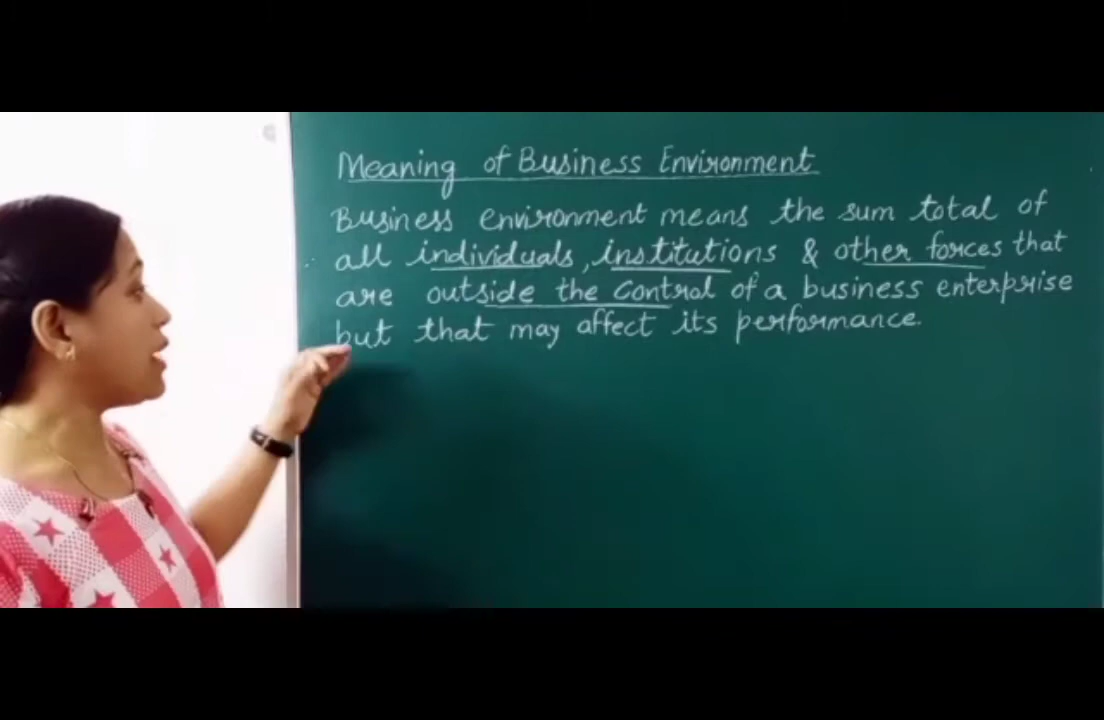 Meaning of Business Environment
Business environment means the sum total of
all individuals, institutions & other forces that
are outside the control of a business enterprise
but that may affect its performance.